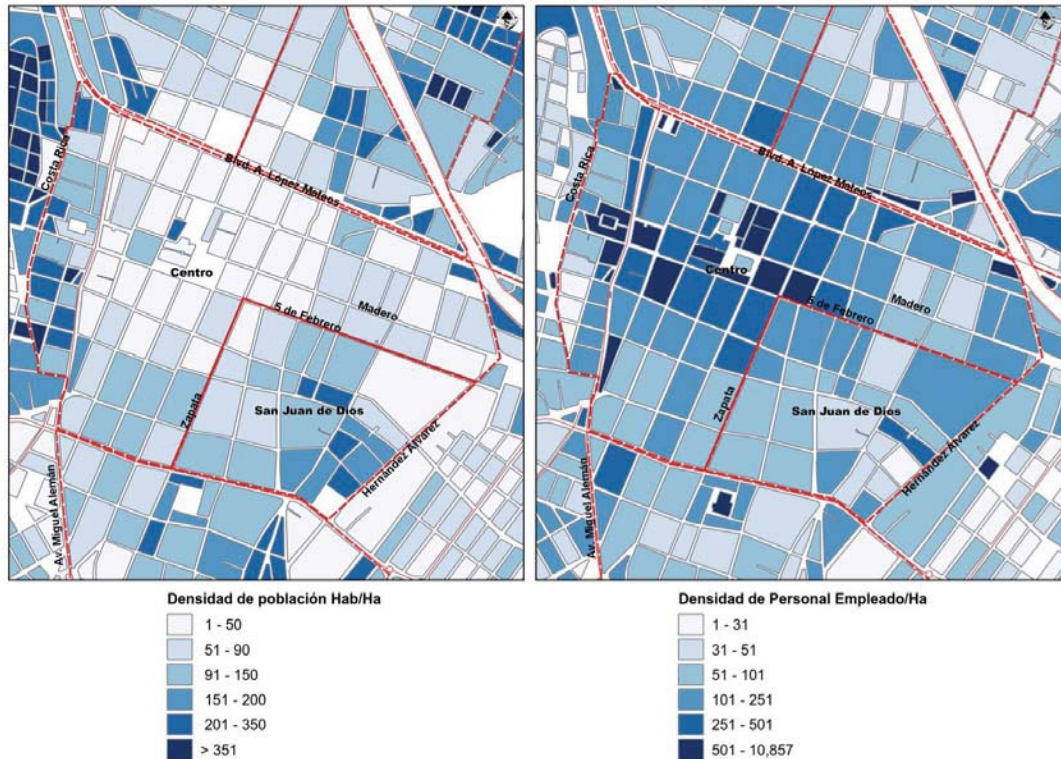 Costa Rica
Blvd. A. López Mateos
Centro
Madero
5 de Febrero
Zapata
San Juan de Dios
Hernández Álvarez
Av. Miguel Alemán
Densidad de población Hab/Ha
1 - 50
51 - 90
91 - 150
151 - 200
201 - 350
> 351
Costa Rica
Blvd. A. López Mateos
Centro
Madero
5 de Febrero
Zapata
San Juan de Dios
Hernández Álvarez
Av. Miguel Alemán
Densidad de Personal Empleado/Ha
1 - 31
31 - 51
51 - 101
101 - 251
251 - 501
501 - 10,857